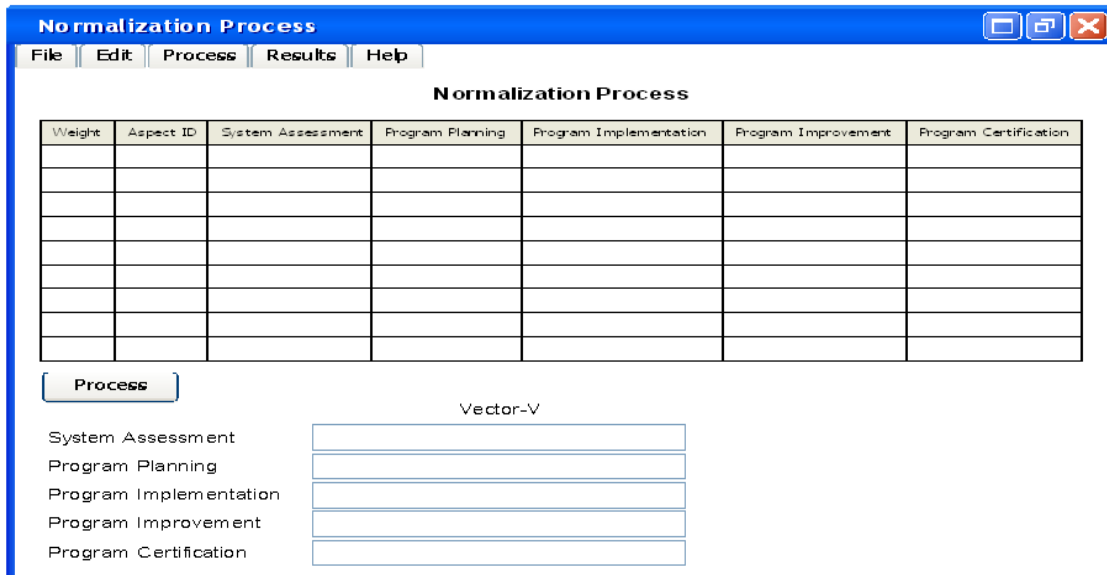 Normalization Process
File Edit Process Results Help
Normalization Process
Weight Aspect ID System Assessment Program Planning Program Implementation Program Improvement Program Certification
Process
Vector-V
System Assessment
Program Planning
Program Implementation
Program Improvement
Program Certification